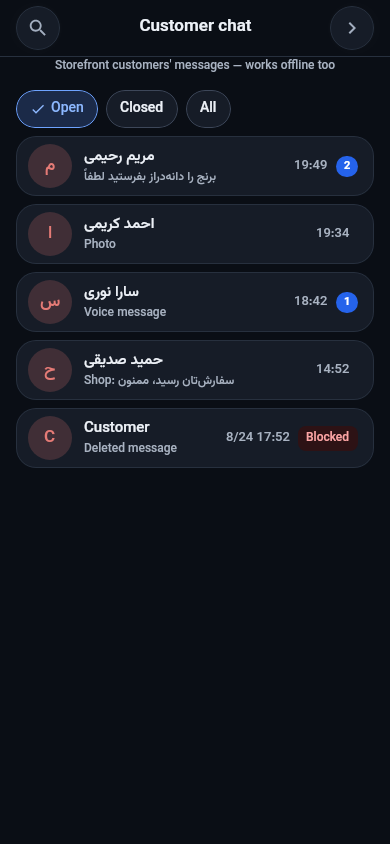 Customer chat
Storefront customers' messages — works offline too
Open
Closed
All
م
مریم رحیمی
برنج را دانه‌دراز بفرستید لطفاً
19:49
2
ا
احمد کریمی
Photo
19:34
س
سارا نوری
Voice message
18:42
1
ح
حمید صدیقی
Shop: سفارش‌تان رسید، ممنون
14:52
C
Customer
Deleted message
8/24 17:52
Blocked